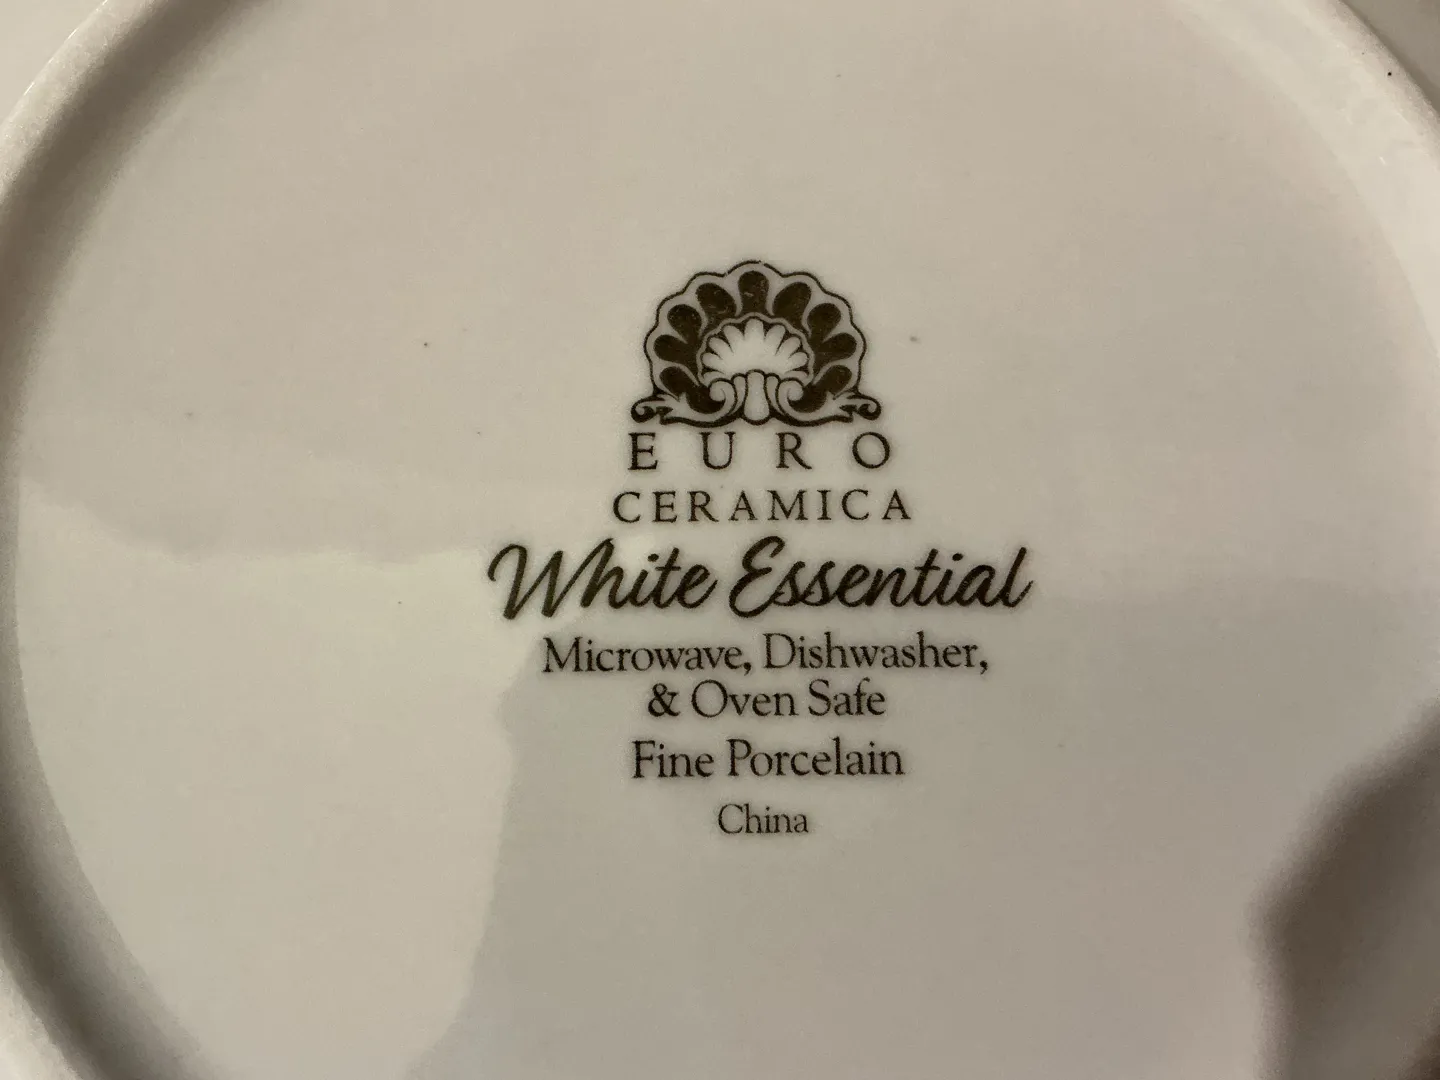 EURO
CERAMICA
White Essential
Microwave, Dishwasher,
& Oven Safe
Fine Porcelain
China